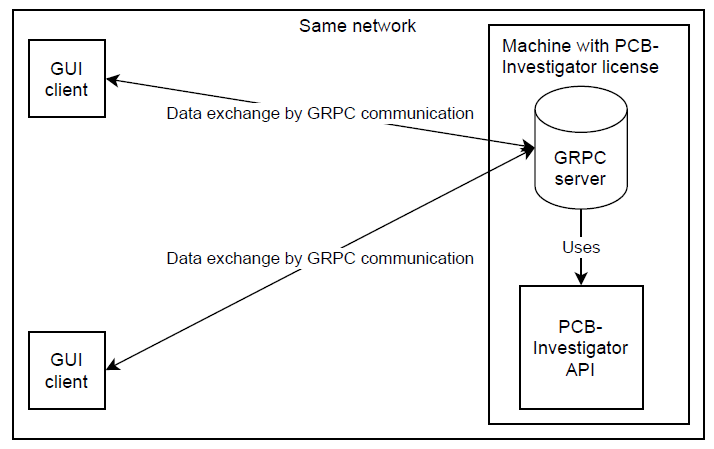 Same network
GUI
client
Machine with PCB-
Investigator license
Data exchange by GRPC communication
GRPC
server
Uses
Data exchange by GRPC communication
GUI
client
PCB-
Investigator
API